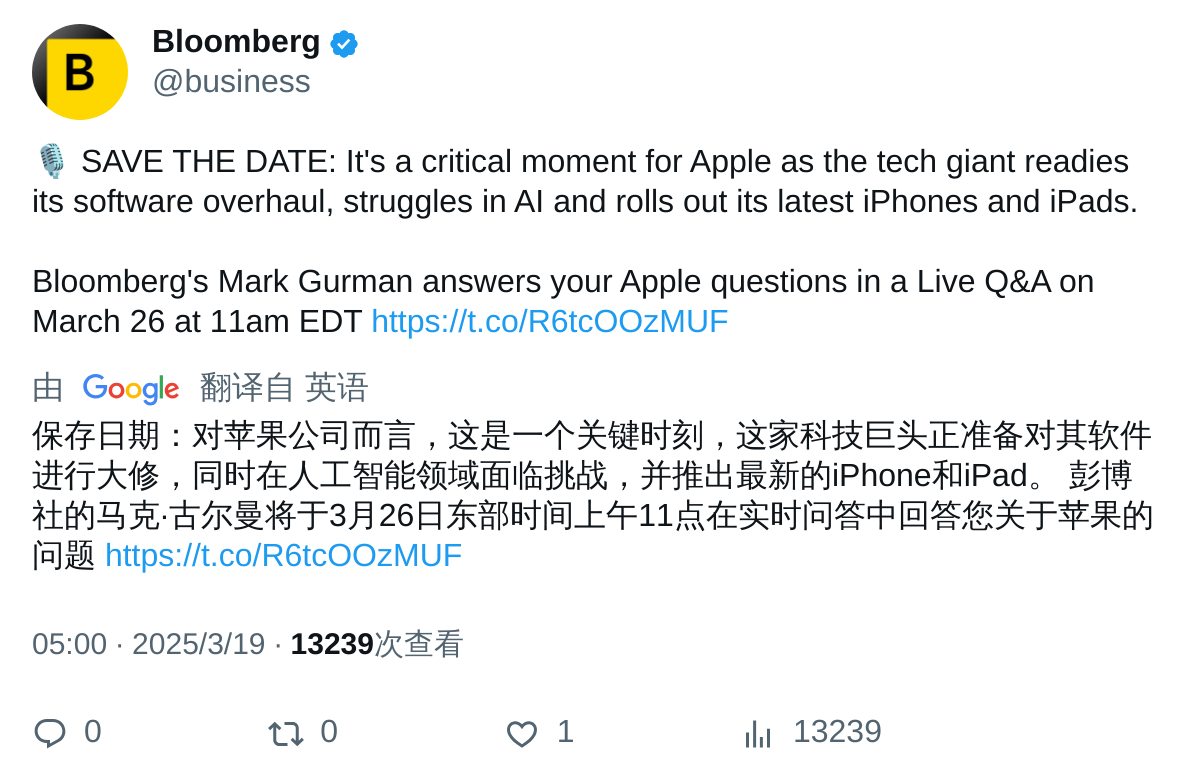 B
Bloomberg
@business
🎙️ SAVE THE DATE: It's a critical moment for Apple as the tech giant readies
its software overhaul, struggles in AI and rolls out its latest iPhones and iPads.
Bloomberg's Mark Gurman answers your Apple questions in a Live Q&A on
March 26 at 11am EDT https://t.co/R6tcOOzMUF
由 Google 翻译自 英语
保存日期：对苹果公司而言，这是一个关键时刻，这家科技巨头正准备对其软件
进行大修，同时在人工智能领域面临挑战，并推出最新的iPhone和iPad。 彭博
社的马克·古尔曼将于3月26日东部时间上午11点在实时问答中回答您关于苹果的
问题 https://t.co/R6tcOOzMUF
05:00 · 2025/3/19 · 13239次查看
0 0 1 13239